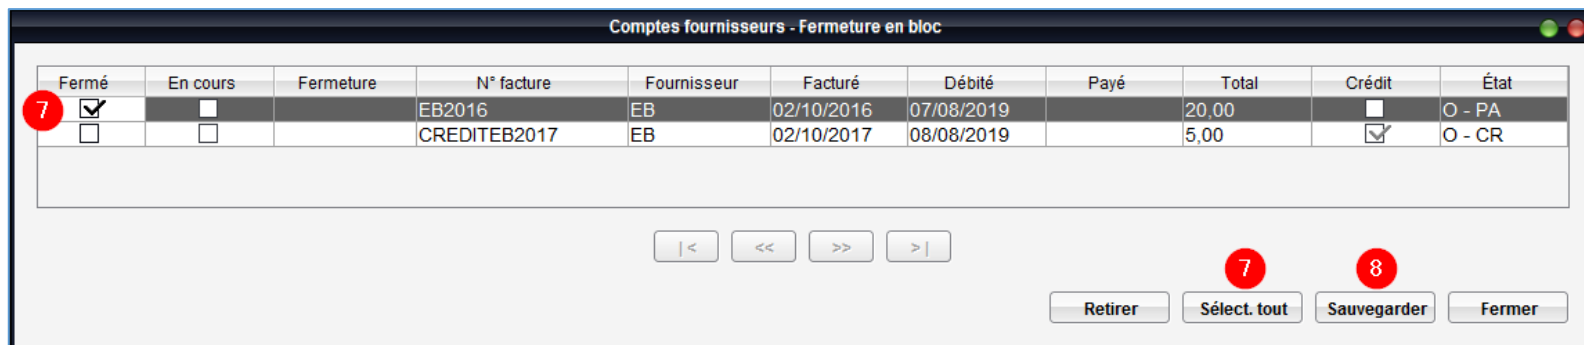 Comptes fournisseurs - Fermeture en bloc
Fermé En cours Fermeture N° facture Fournisseur Facturé Débité Payé Total Crédit État
7 EB2016 EB 02/10/2016 07/08/2019 20,00 O - PA
CREDITEB2017 EB 02/10/2017 08/08/2019 5,00 O - CR
|< << >> >|
7 8
Retirer Sélect. tout Sauvegarder Fermer